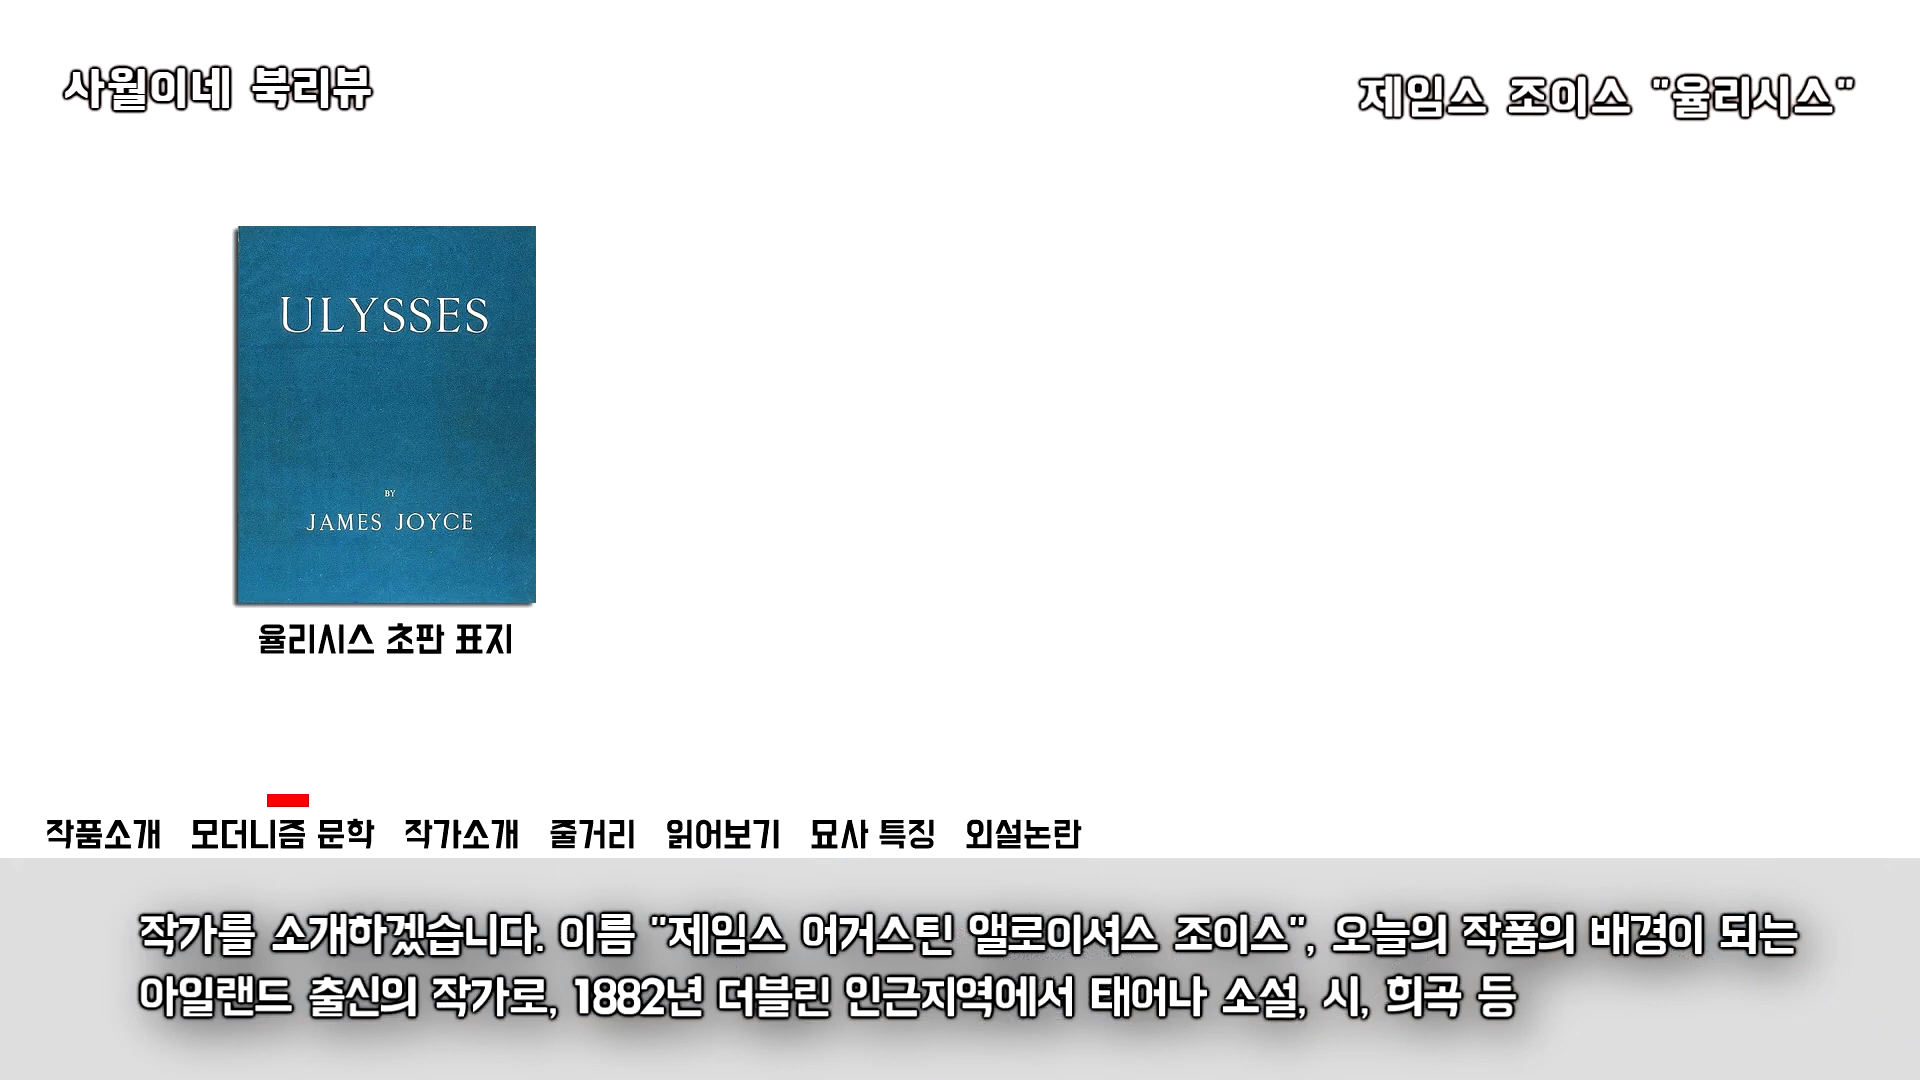 사월이네 북리뷰
제임스 조이스 "율리시스"
ULYSSES
BY
JAMES JOYCE
율리시스 초판 표지
작품소개 모더니즘 문학 작가소개 줄거리 읽어보기 묘사 특징 외설논란
작가를 소개하겠습니다. 이름 "제임스 어거스틴 앨로이셔스 조이스", 오늘의 작품의 배경이 되는
아일랜드 출신의 작가로, 1882년 더블린 인근지역에서 태어나 소설, 시, 희곡 등